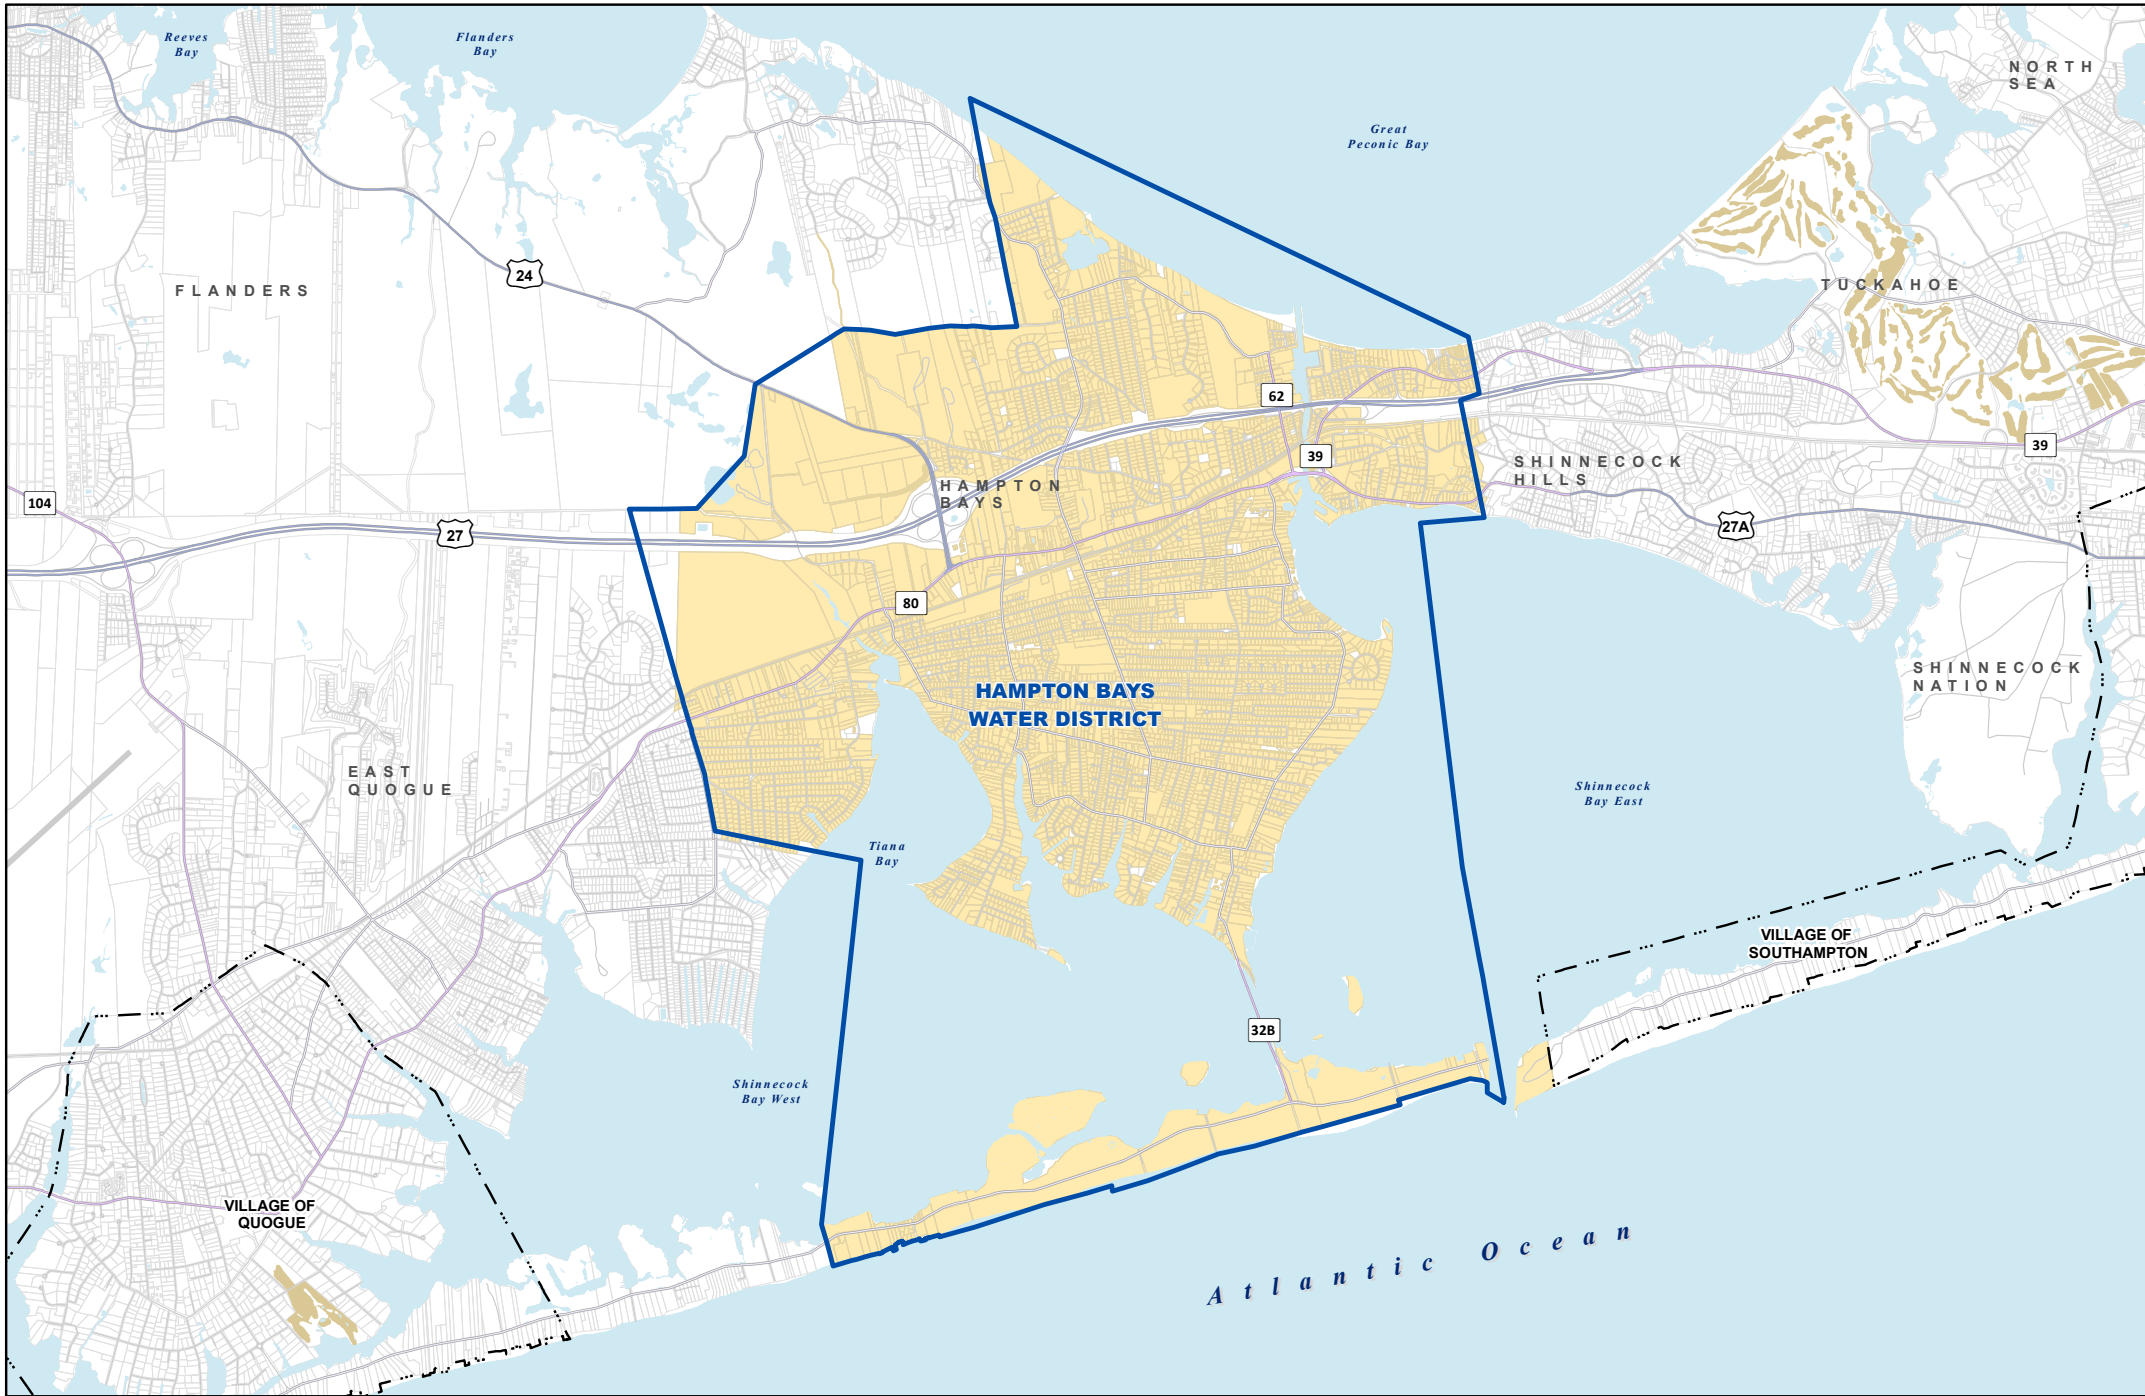 Reeves
Bay
Flanders
Bay
NORTH
SEA
Great
Peconic Bay
24
FLANDERS
TUCKAHOE
62
39
39
SHINNECOCK
HILLS
HAMPTON
BAYS
104
27
27A
80
SHINNECOCK
NATION
HAMPTON BAYS
WATER DISTRICT
EAST
QUOGUE
Shinnecock
Bay East
Tiana
Bay
VILLAGE OF
SOUTHAMPTON
32B
Shinnecock
Bay West
VILLAGE OF
QUOGUE
Atlantic Ocean